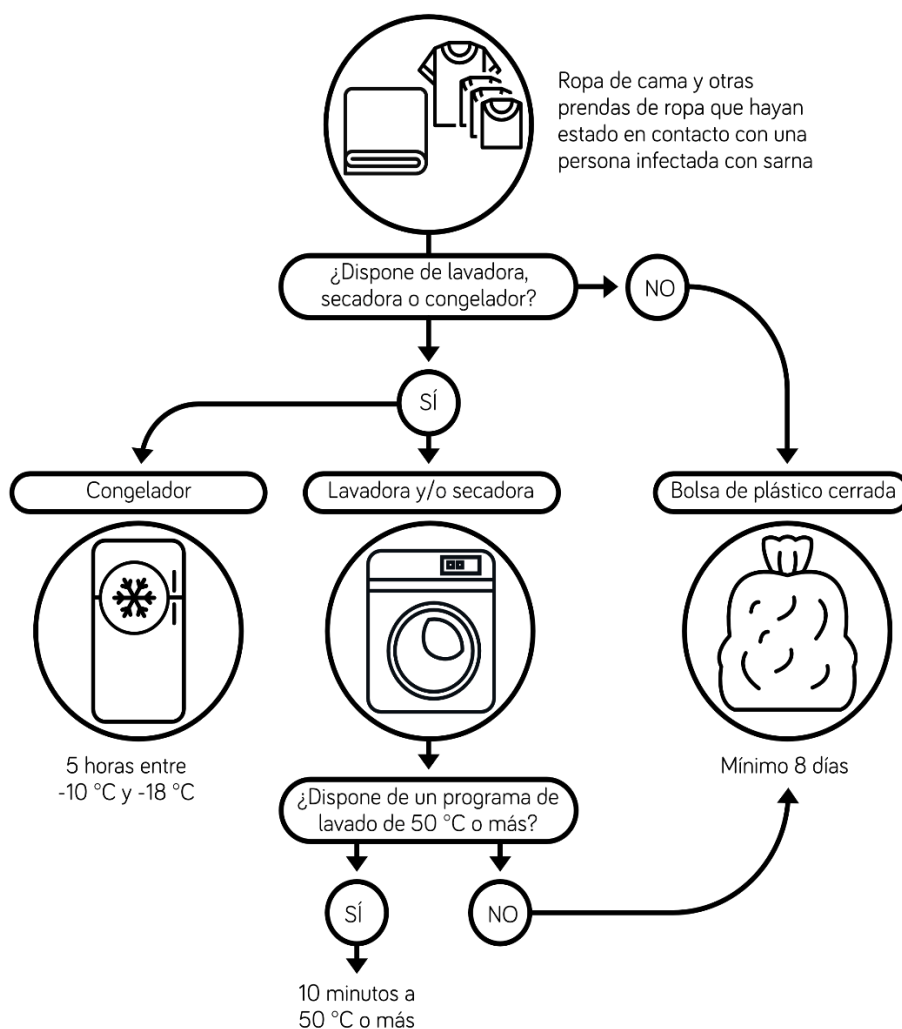 Ropa de cama y otras
prendas de ropa que hayan
estado en contacto con una
persona infectada con sarna
¿Dispone de lavadora,
secadora o congelador?
NO
SÍ
Congelador
Lavadora y/o secadora
Bolsa de plástico cerrada
5 horas entre
-10 °C y -18 °C
Mínimo 8 días
¿Dispone de un programa de
lavado de 50 °C o más?
SÍ
NO
10 minutos a
50 °C o más